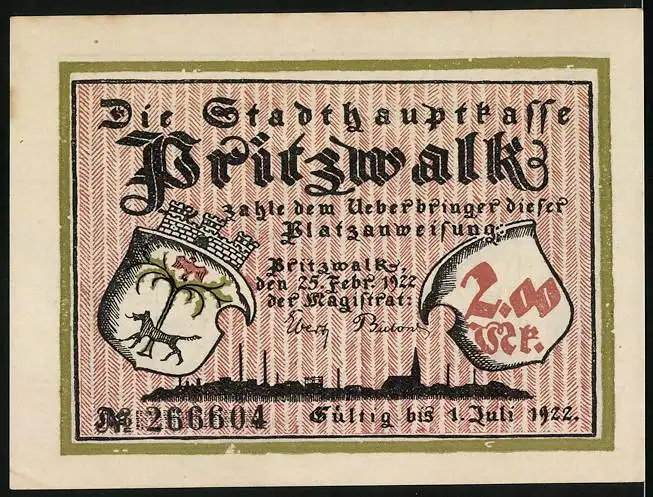 Die Stadthauptkasse
Pritzwalk
zahle dem Ueberbringer dieser
Platzanweisung:
Pritzwalk,
den 25. Febr. 1922
der Magistrat:
2.00
Mk.
№ 266604
Gültig bis 1. Juli 1922.